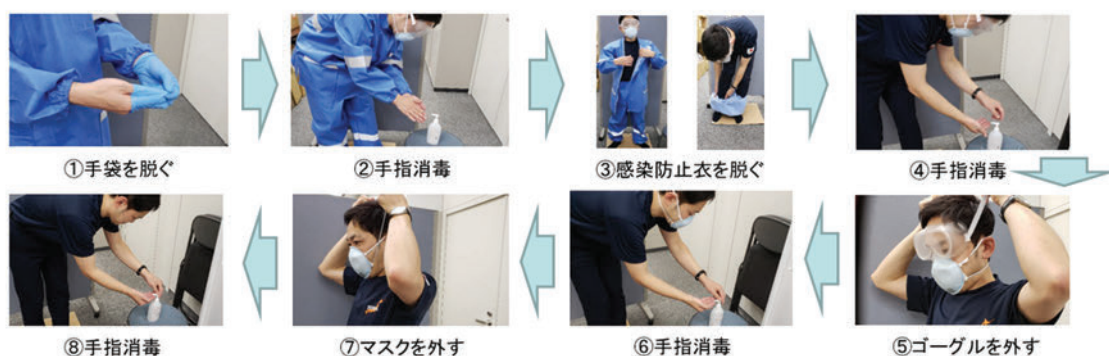 ①手袋を脱ぐ
②手指消毒
③感染防止衣を脱ぐ
④手指消毒
⑤ゴーグルを外す
⑥手指消毒
⑦マスクを外す
⑧手指消毒